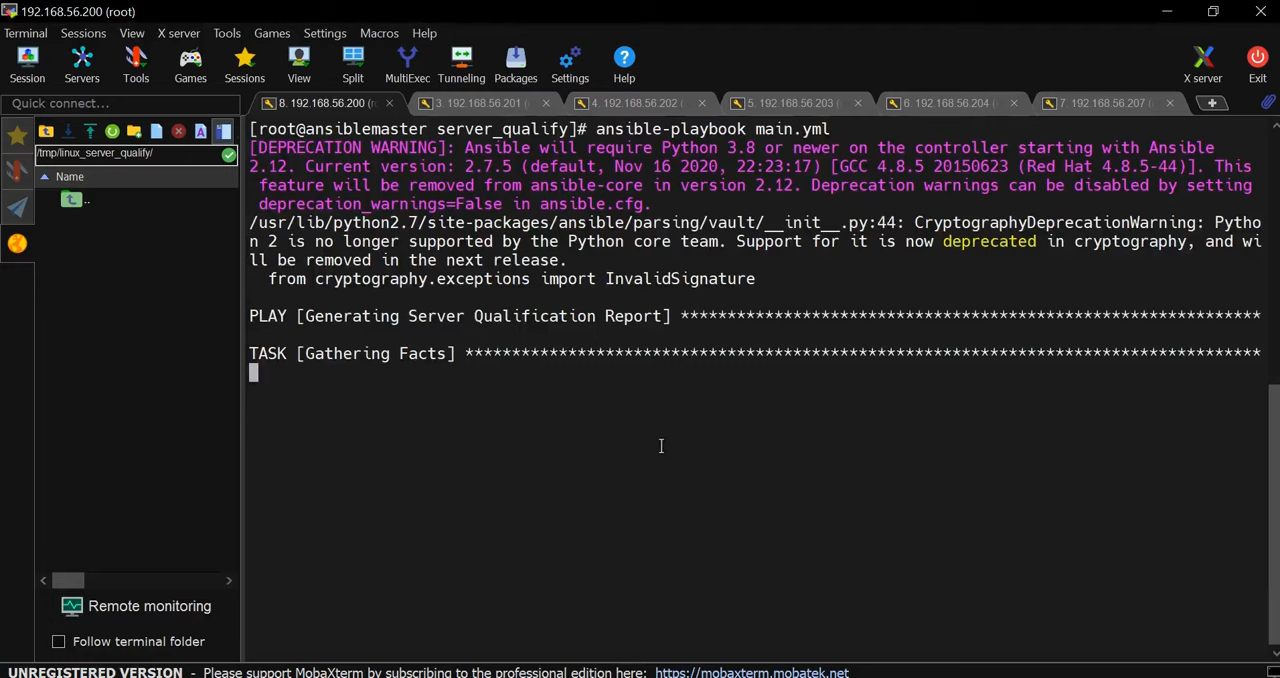 192.168.56.200 (root)
Terminal Sessions View X server Tools Games Settings Macros Help
Session Servers Tools Games Sessions View Split MultiExec Tunneling Packages Settings Help X server Exit
Quick connect...
8. 192.168.56.200 (r
3. 192.168.56.201 (
4. 192.168.56.202 (
5. 192.168.56.203 (
6. 192.168.56.204 (
7. 192.168.56.207 (
/tmp/linux_server_qualify/
Name
..
[root@ansiblemaster server_qualify]# ansible-playbook main.yml
[DEPRECATION WARNING]: Ansible will require Python 3.8 or newer on the controller starting with Ansible
2.12. Current version: 2.7.5 (default, Nov 16 2020, 22:23:17) [GCC 4.8.5 20150623 (Red Hat 4.8.5-44)]. This
feature will be removed from ansible-core in version 2.12. Deprecation warnings can be disabled by setting
deprecation_warnings=False in ansible.cfg.
/usr/lib/python2.7/site-packages/ansible/parsing/vault/__init__.py:44: CryptographyDeprecationWarning: Pytho
n 2 is no longer supported by the Python core team. Support for it is now deprecated in cryptography, and wi
ll be removed in the next release.
from cryptography.exceptions import InvalidSignature
PLAY [Generating Server Qualification Report] **************************************************************
TASK [Gathering Facts] *************************************************************************************
Remote monitoring
Follow terminal folder
UNREGISTERED VERSION - Please support MobaXterm by subscribing to the professional edition here: https://mobaxterm.mobatek.net